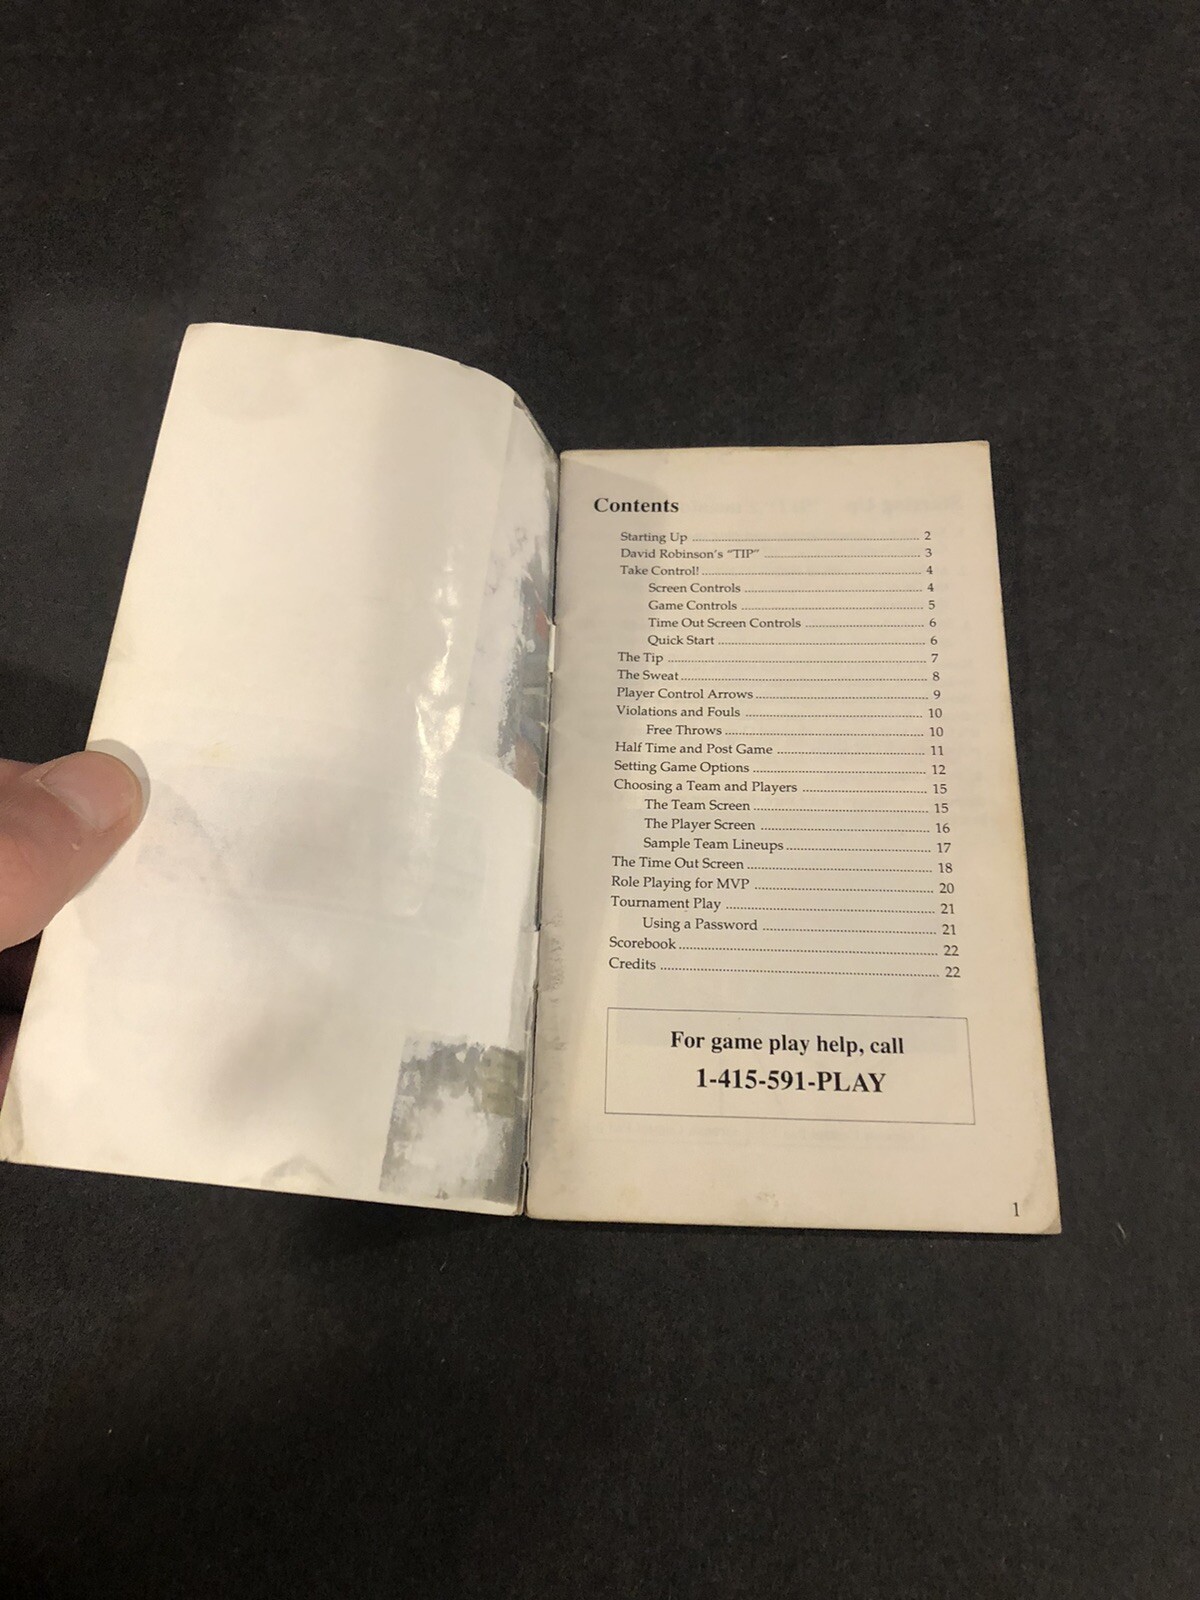 Contents
Starting Up ........ 2
David Robinson's "TIP" ........ 3
Take Control! ........ 4
Screen Controls ........ 4
Game Controls ........ 5
Time Out Screen Controls ........ 6
Quick Start ........ 6
The Tip ........ 7
The Sweat ........ 8
Player Control Arrows ........ 9
Violations and Fouls ........ 10
Free Throws ........ 10
Half Time and Post Game ........ 11
Setting Game Options ........ 12
Choosing a Team and Players ........ 15
The Team Screen ........ 15
The Player Screen ........ 16
Sample Team Lineups ........ 17
The Time Out Screen ........ 18
Role Playing for MVP ........ 20
Tournament Play ........ 21
Using a Password ........ 21
Scorebook ........ 22
Credits ........ 22
For game play help, call
1-415-591-PLAY
1